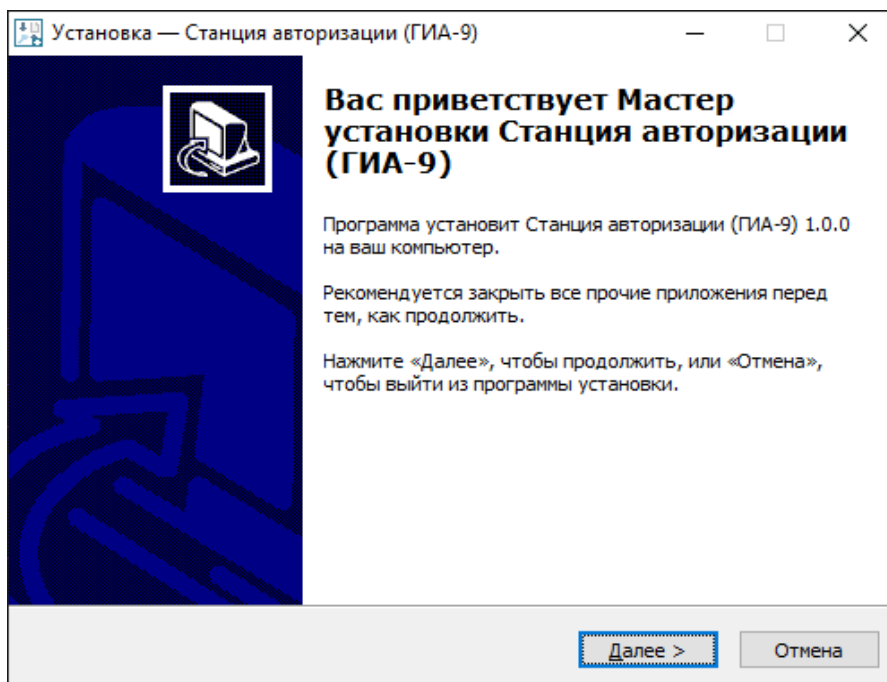 Установка — Станция авторизации (ГИА-9)
Вас приветствует Мастер
установки Станция авторизации
(ГИА-9)
Программа установит Станция авторизации (ГИА-9) 1.0.0
на ваш компьютер.
Рекомендуется закрыть все прочие приложения перед
тем, как продолжить.
Нажмите «Далее», чтобы продолжить, или «Отмена»,
чтобы выйти из программы установки.
Далее >
Отмена